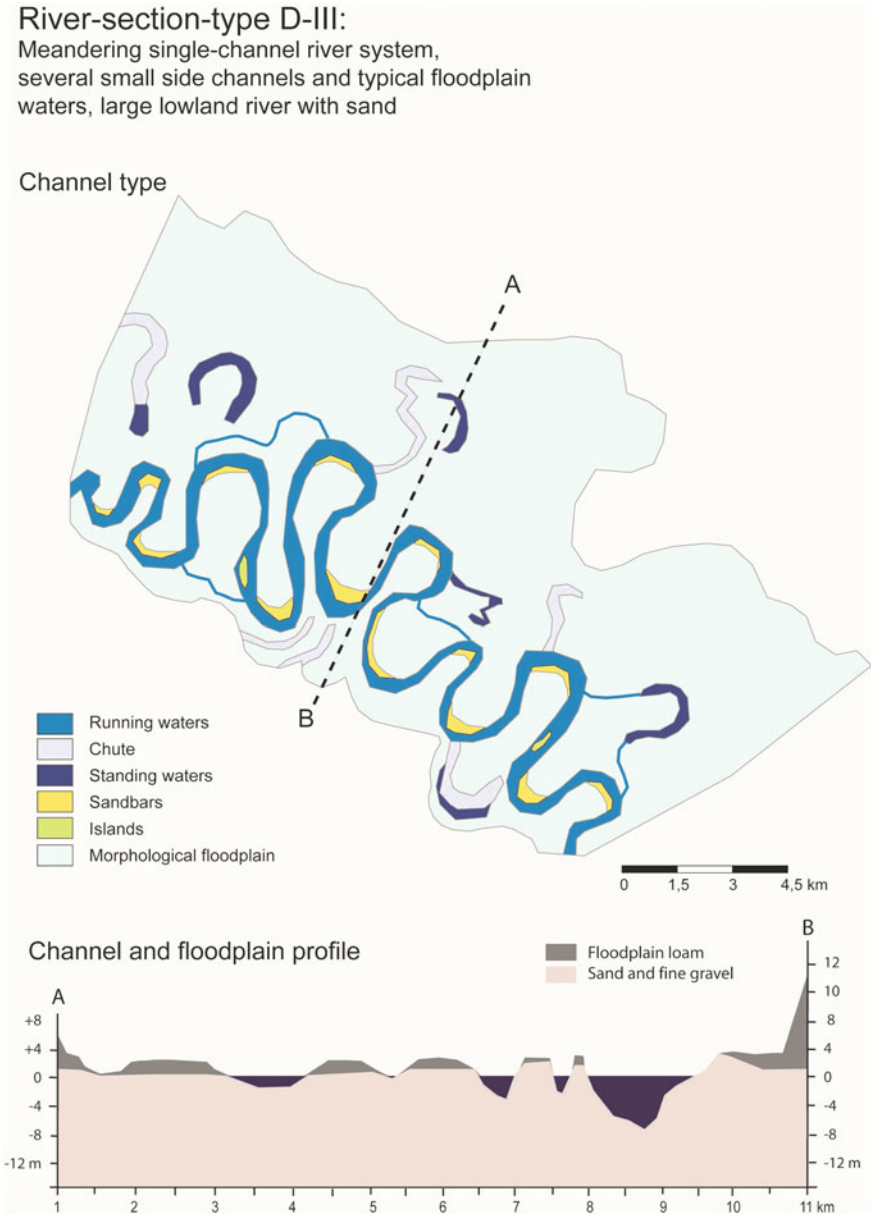 River-section-type D-III:
Meandering single-channel river system,
several small side channels and typical floodplain
waters, large lowland river with sand
Channel type
A
B
Running waters
Chute
Standing waters
Sandbars
Islands
Morphological floodplain
0 1,5 3 4,5 km
Channel and floodplain profile
Floodplain loam
Sand and fine gravel
A
B
+8
+4
0
-4
-8
-12 m
12
10
8
4
0
-4
-8
-12 m
1 2 3 4 5 6 7 8 9 10 11 km